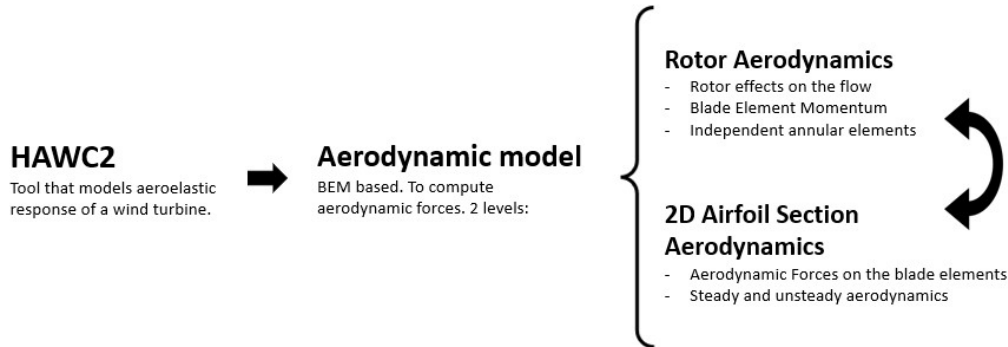 HAWC2
Tool that models aeroelastic
response of a wind turbine.
Aerodynamic model
BEM based. To compute
aerodynamic forces. 2 levels:
Rotor Aerodynamics
- Rotor effects on the flow
- Blade Element Momentum
- Independent annular elements
2D Airfoil Section
Aerodynamics
- Aerodynamic Forces on the blade elements
- Steady and unsteady aerodynamics